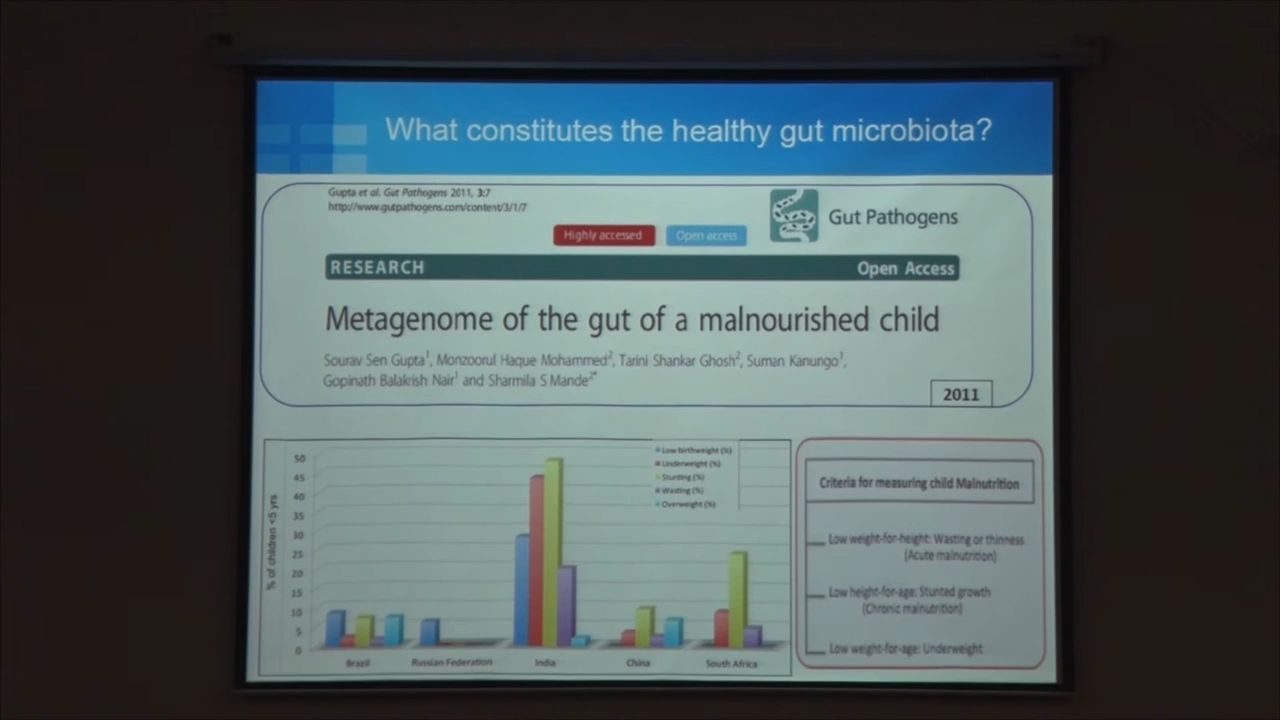 What constitutes the healthy gut microbiota?
Gupta et al. Gut Pathogens 2011, 3:7
http://www.gutpathogens.com/content/3/1/7
Gut Pathogens
Highly accessed
Open access
RESEARCH
Open Access
Metagenome of the gut of a malnourished child
Sourav Sen Gupta1, Monzoorul Haque Mohammed2, Tarini Shankar Ghosh2, Suman Kanungo1,
Gopinath Balakrish Nair1 and Sharmila S Mande2*
2011
% of children <5 yrs
50
45
40
35
30
25
20
15
10
5
0
Low birthweight (%)
Underweight (%)
Stunting (%)
Wasting (%)
Overweight (%)
Brazil
Russian Federation
India
China
South Africa
Criteria for measuring child Malnutrition
Low weight-for-height: Wasting or thinness
(Acute malnutrition)
Low height-for-age: Stunted growth
(Chronic malnutrition)
Low weight-for-age: Underweight